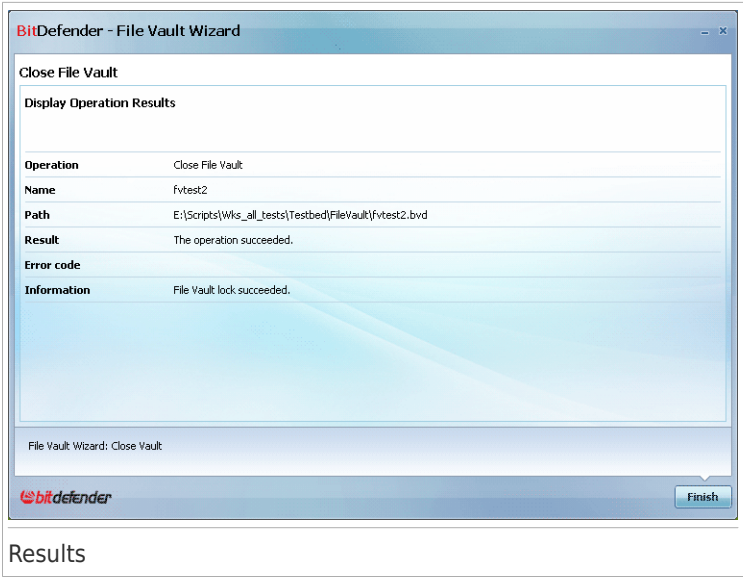 BitDefender - File Vault Wizard
Close File Vault
Display Operation Results
Operation Close File Vault
Name fvtest2
Path E:\Scripts\Wks_all_tests\Testbed\FileVault\fvtest2.bvd
Result The operation succeeded.
Error code
Information File Vault lock succeeded.
File Vault Wizard: Close Vault
bitdefender
Finish
Results